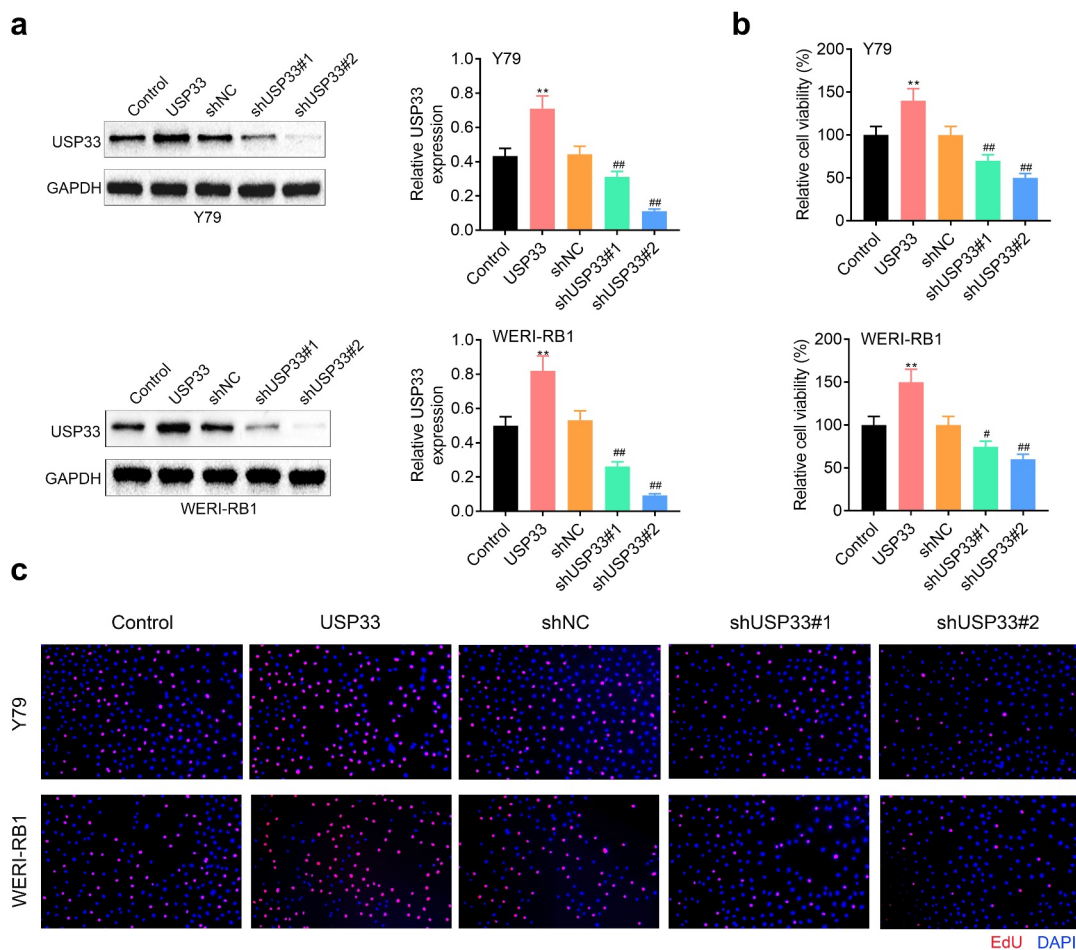 a
Control
USP33
shNC
shUSP33#1
shUSP33#2
USP33
GAPDH
Y79
Relative USP33
expression
1.0
0.8
0.6
0.4
0.2
0.0
Y79
**
##
##
Control
USP33
shNC
shUSP33#1
shUSP33#2
b
Relative cell viability (%)
200
150
100
50
0
Y79
**
##
##
Control
USP33
shNC
shUSP33#1
shUSP33#2
Control
USP33
shNC
shUSP33#1
shUSP33#2
USP33
GAPDH
WERI-RB1
Relative USP33
expression
1.0
0.8
0.6
0.4
0.2
0.0
WERI-RB1
**
##
##
Control
USP33
shNC
shUSP33#1
shUSP33#2
Relative cell viability (%)
200
150
100
50
0
WERI-RB1
**
#
##
Control
USP33
shNC
shUSP33#1
shUSP33#2
c
Control USP33 shNC shUSP33#1 shUSP33#2
Y79
WERI-RB1
EdU DAPI